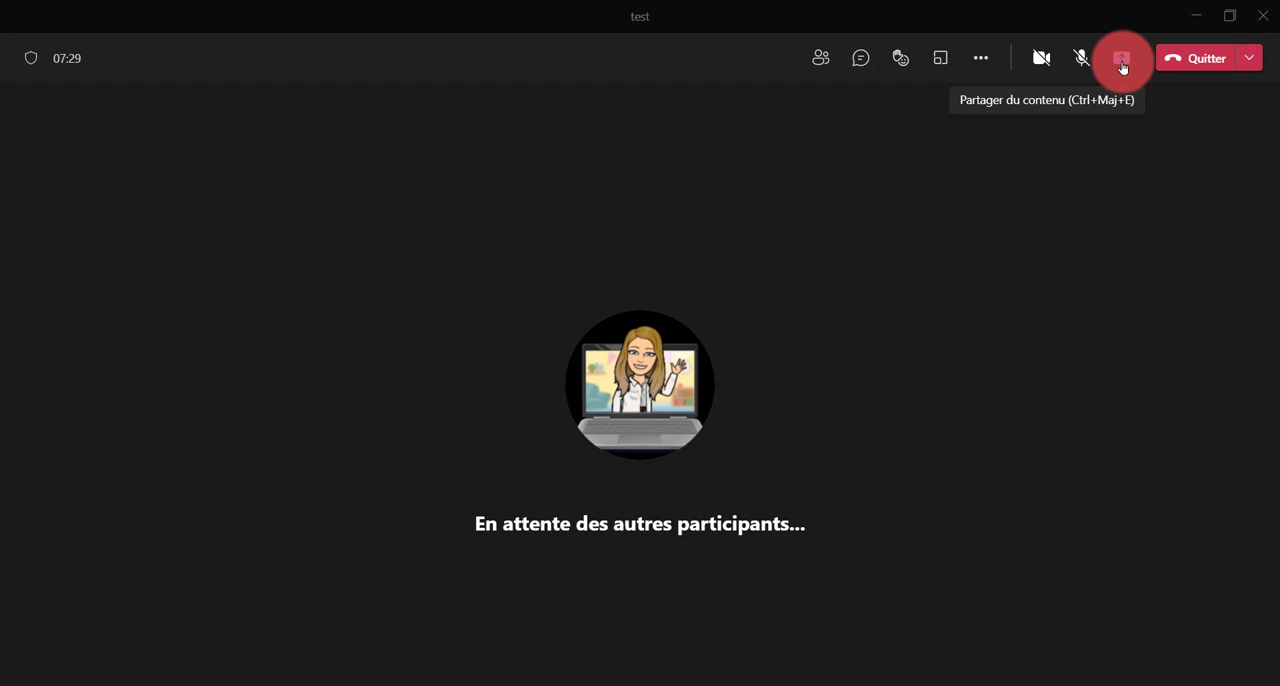 test
07:29
Quitter
Partager du contenu (Ctrl+Maj+E)
En attente des autres participants...